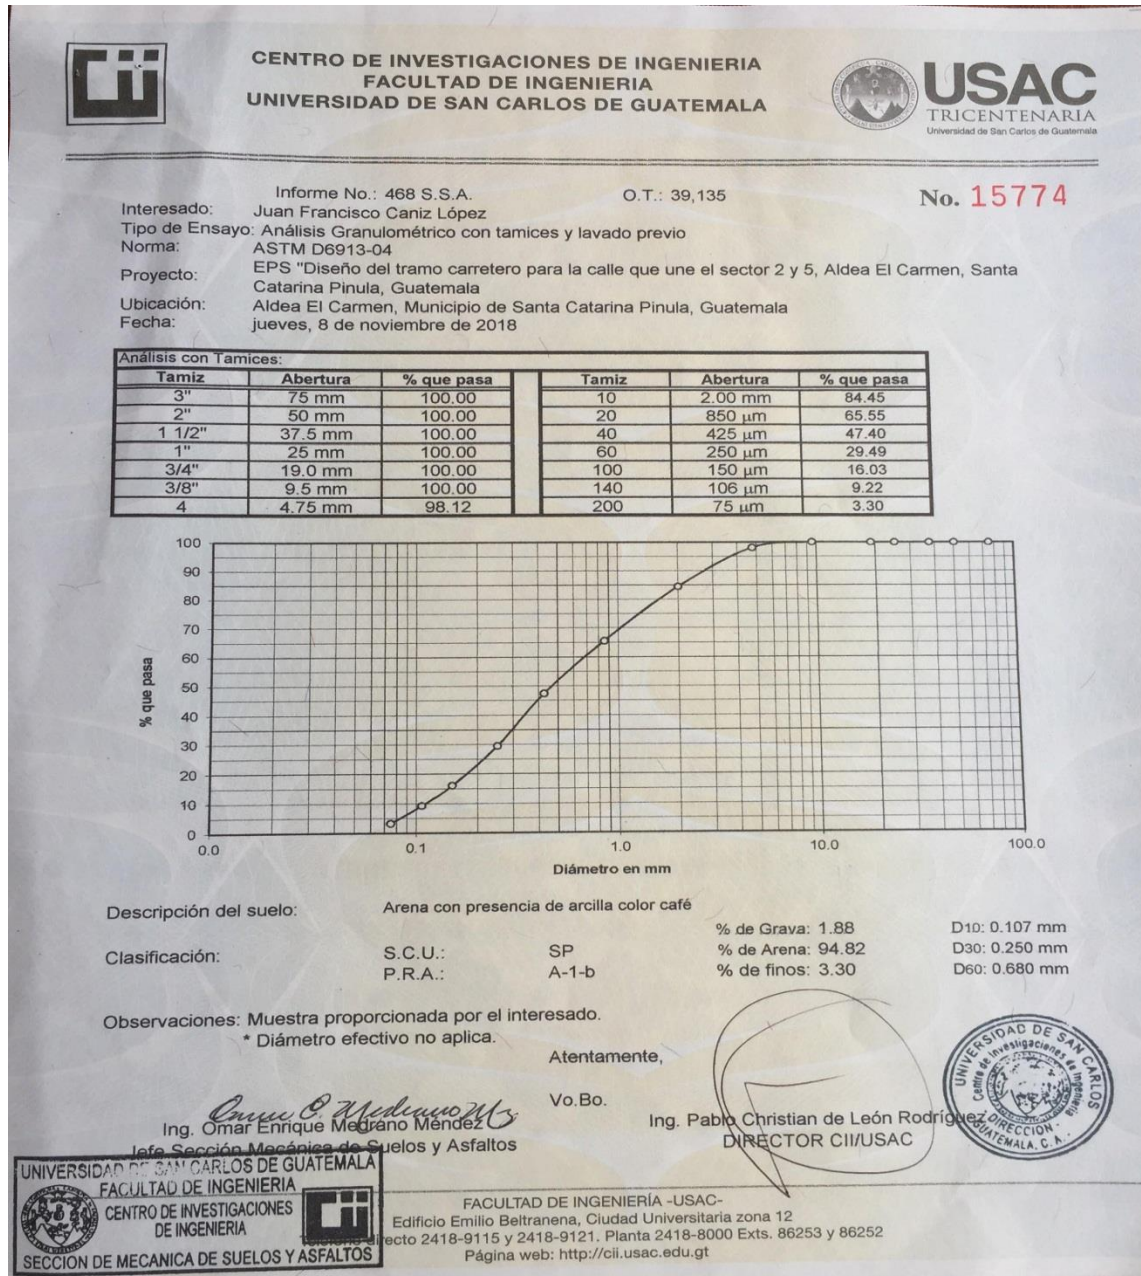 CENTRO DE INVESTIGACIONES DE INGENIERIA
FACULTAD DE INGENIERIA
UNIVERSIDAD DE SAN CARLOS DE GUATEMALA
USAC
TRICENTENARIA
Universidad de San Carlos de Guatemala
Informe No.: 468 S.S.A. O.T.: 39,135 No. 15774
Interesado: Juan Francisco Caniz López
Tipo de Ensayo: Análisis Granulométrico con tamices y lavado previo
Norma: ASTM D6913-04
Proyecto: EPS "Diseño del tramo carretero para la calle que une el sector 2 y 5, Aldea El Carmen, Santa
Catarina Pinula, Guatemala
Ubicación: Aldea El Carmen, Municipio de Santa Catarina Pinula, Guatemala
Fecha: jueves, 8 de noviembre de 2018
Análisis con Tamices:
Tamiz Abertura % que pasa Tamiz Abertura % que pasa
3" 75 mm 100.00 10 2.00 mm 84.45
2" 50 mm 100.00 20 850 µm 65.55
1 1/2" 37.5 mm 100.00 40 425 µm 47.40
1" 25 mm 100.00 60 250 µm 29.49
3/4" 19.0 mm 100.00 100 150 µm 16.03
3/8" 9.5 mm 100.00 140 106 µm 9.22
4 4.75 mm 98.12 200 75 µm 3.30
100
90
80
70
60
50
40
30
20
10
0
% que pasa
0.0 0.1 1.0 10.0 100.0
Diámetro en mm
Descripción del suelo: Arena con presencia de arcilla color café
% de Grava: 1.88 D10: 0.107 mm
Clasificación: S.C.U.: SP % de Arena: 94.82 D30: 0.250 mm
P.R.A.: A-1-b % de finos: 3.30 D60: 0.680 mm
Observaciones: Muestra proporcionada por el interesado.
* Diámetro efectivo no aplica.
Atentamente,
Vo.Bo.
Ing. Omar Enrique Medrano Méndez
Jefe Sección Mecánica de Suelos y Asfaltos
Ing. Pablo Christian de León Rodríguez
DIRECTOR CII/USAC
UNIVERSIDAD DE SAN CARLOS
Centro de Investigaciones de Ingeniería
DIRECCION
GUATEMALA, C. A.
UNIVERSIDAD DE SAN CARLOS DE GUATEMALA
FACULTAD DE INGENIERIA
CENTRO DE INVESTIGACIONES
DE INGENIERIA
cii
SECCION DE MECANICA DE SUELOS Y ASFALTOS
FACULTAD DE INGENIERÍA -USAC-
Edificio Emilio Beltranena, Ciudad Universitaria zona 12
directo 2418-9115 y 2418-9121. Planta 2418-8000 Exts. 86253 y 86252
Página web: http://cii.usac.edu.gt